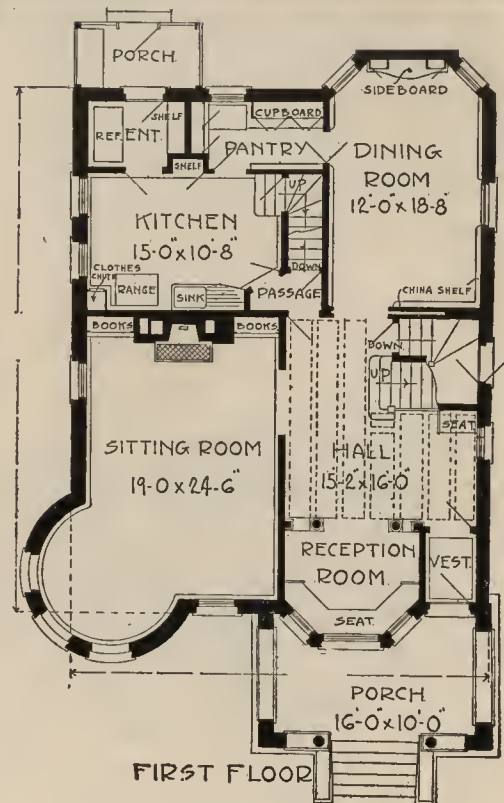 PORCH
SIDEBOARD
SHELF
REF.
ENT.
CUPBOARD
SHELF
PANTRY
DINING
ROOM
12'-0"x18'-8"
UP
KITCHEN
15'-0"x10'-8"
CLOTHES
CHUTE
RANGE
SINK
DOWN
PASSAGE
CHINA SHELF
BOOKS
BOOKS
DOWN
UP
SEAT
SITTING ROOM
19'-0x24'-6"
HALL
15'-2"x16'-0"
RECEPTION
ROOM.
VEST.
SEAT.
PORCH
16'-0"x10'-0"
FIRST FLOOR